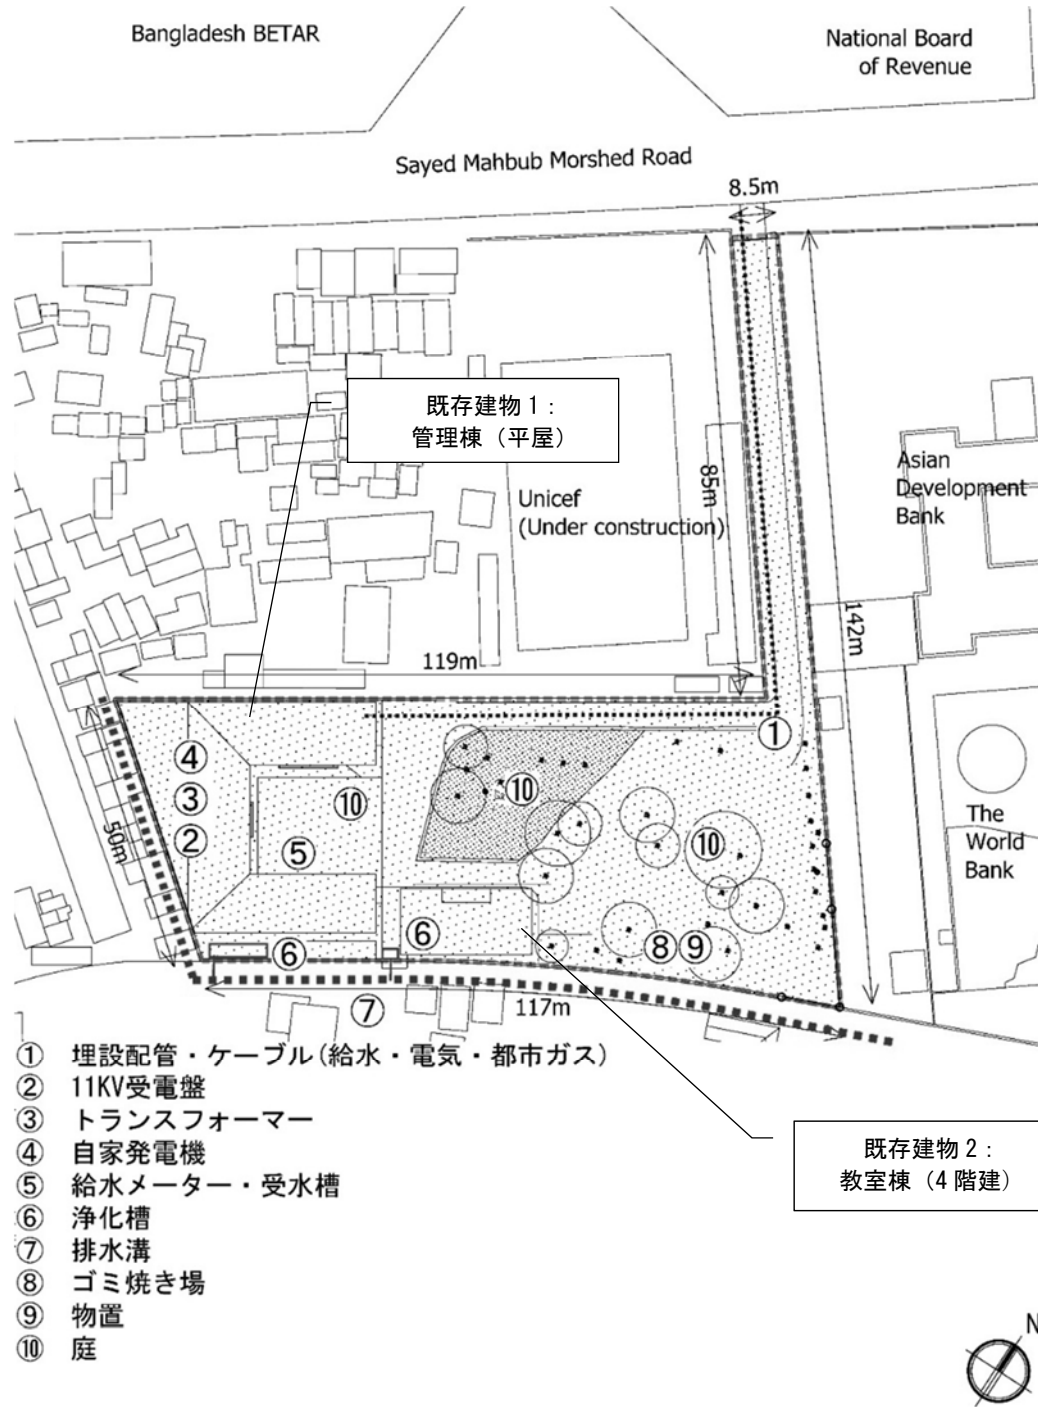 Bangladesh BETAR
National Board
of Revenue
Sayed Mahbub Morshed Road
8.5m
既存建物1:
管理棟（平屋）
85m
Asian
Development
Bank
Unicef
(Under construction)
142m
119m
①
④
③
②
⑩
⑩
⑩
⑤
50m
The
World
Bank
⑥
⑥
⑧⑨
⑦
117m
① 埋設配管・ケーブル(給水・電気・都市ガス)
② 11KV受電盤
③ トランスフォーマー
④ 自家発電機
⑤ 給水メーター・受水槽
⑥ 浄化槽
⑦ 排水溝
⑧ ゴミ焼き場
⑨ 物置
⑩ 庭
既存建物2:
教室棟（4階建）
N